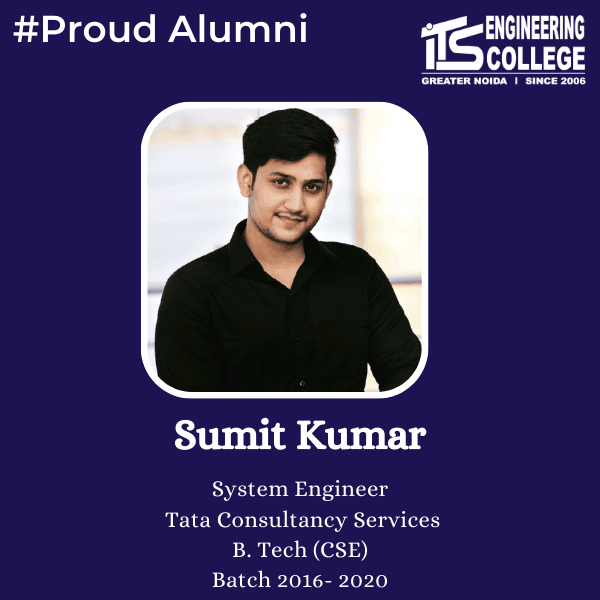 #Proud Alumni
iTS ENGINEERING
COLLEGE
GREATER NOIDA | SINCE 2006
Sumit Kumar
System Engineer
Tata Consultancy Services
B. Tech (CSE)
Batch 2016- 2020